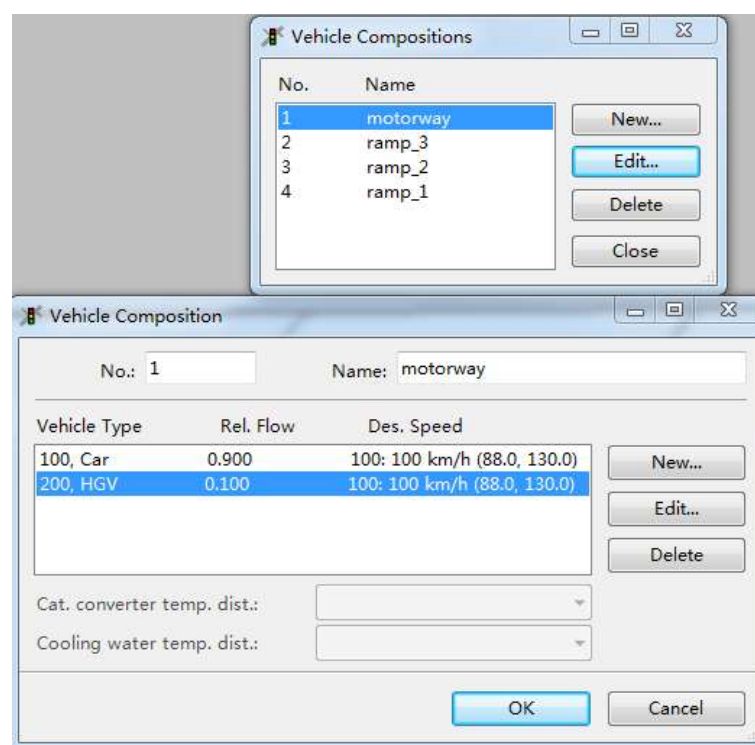 Vehicle Compositions
No. Name
1 motorway
2 ramp_3
3 ramp_2
4 ramp_1
New...
Edit...
Delete
Close
Vehicle Composition
No.: 1 Name: motorway
Vehicle Type Rel. Flow Des. Speed
100, Car 0.900 100: 100 km/h (88.0, 130.0)
200, HGV 0.100 100: 100 km/h (88.0, 130.0)
New...
Edit...
Delete
Cat. converter temp. dist.:
Cooling water temp. dist.:
OK Cancel